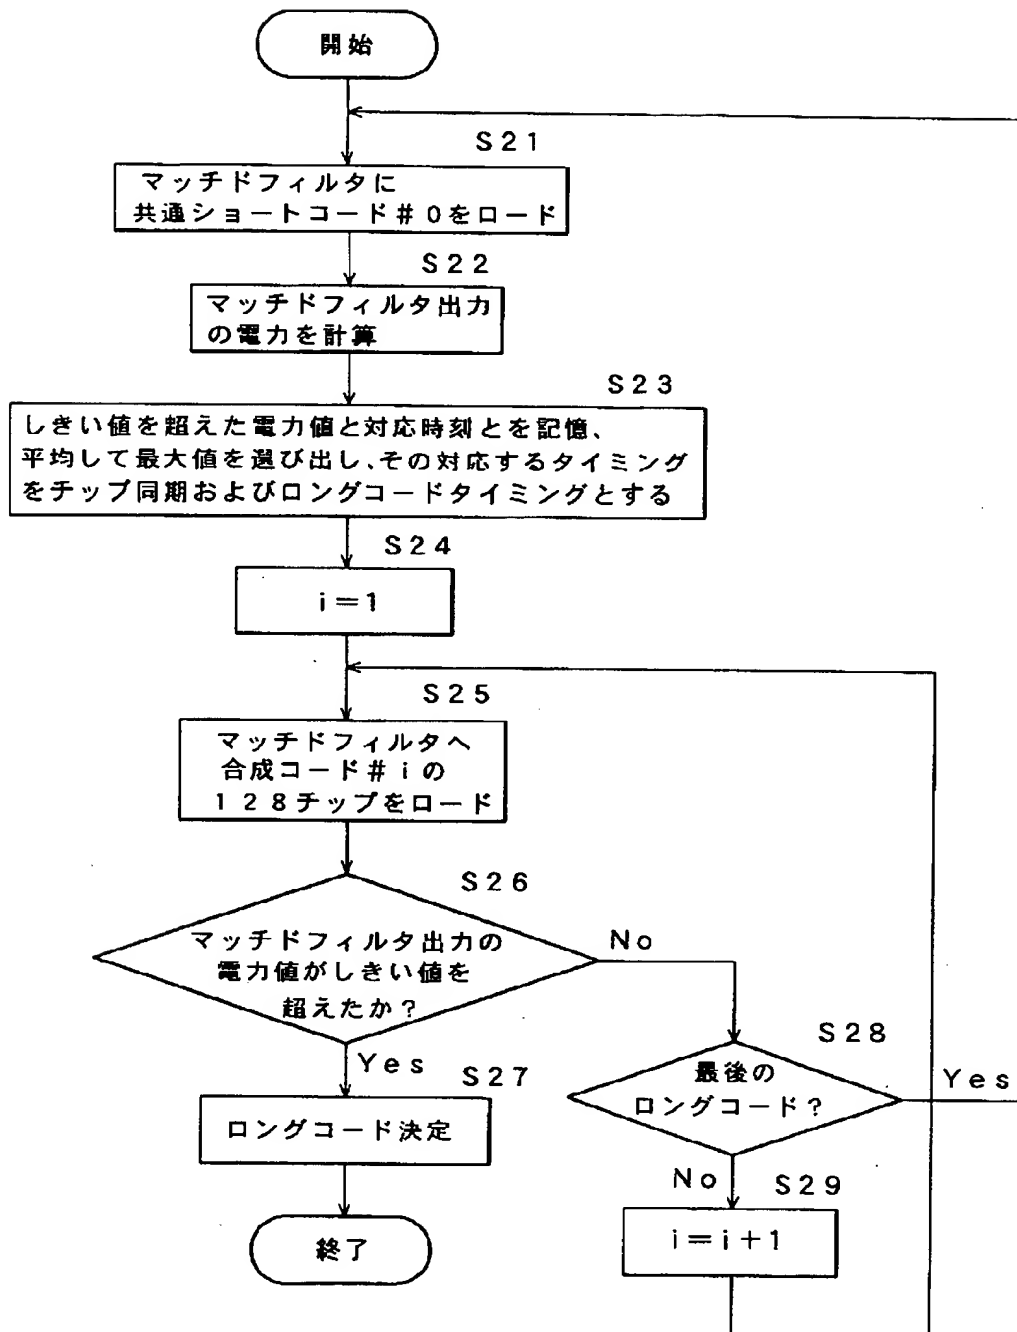 開始
S21
マッチドフィルタに
共通ショートコード＃0をロード
S22
マッチドフィルタ出力
の電力を計算
S23
しきい値を超えた電力値と対応時刻とを記憶、
平均して最大値を選び出し、その対応するタイミング
をチップ同期およびロングコードタイミングとする
S24
i＝1
S25
マッチドフィルタへ
合成コード＃iの
128チップをロード
S26
マッチドフィルタ出力の
電力値がしきい値を
超えたか？
No
Yes
S27
ロングコード決定
終了
S28
最後の
ロングコード？
Yes
No
S29
i＝i＋1